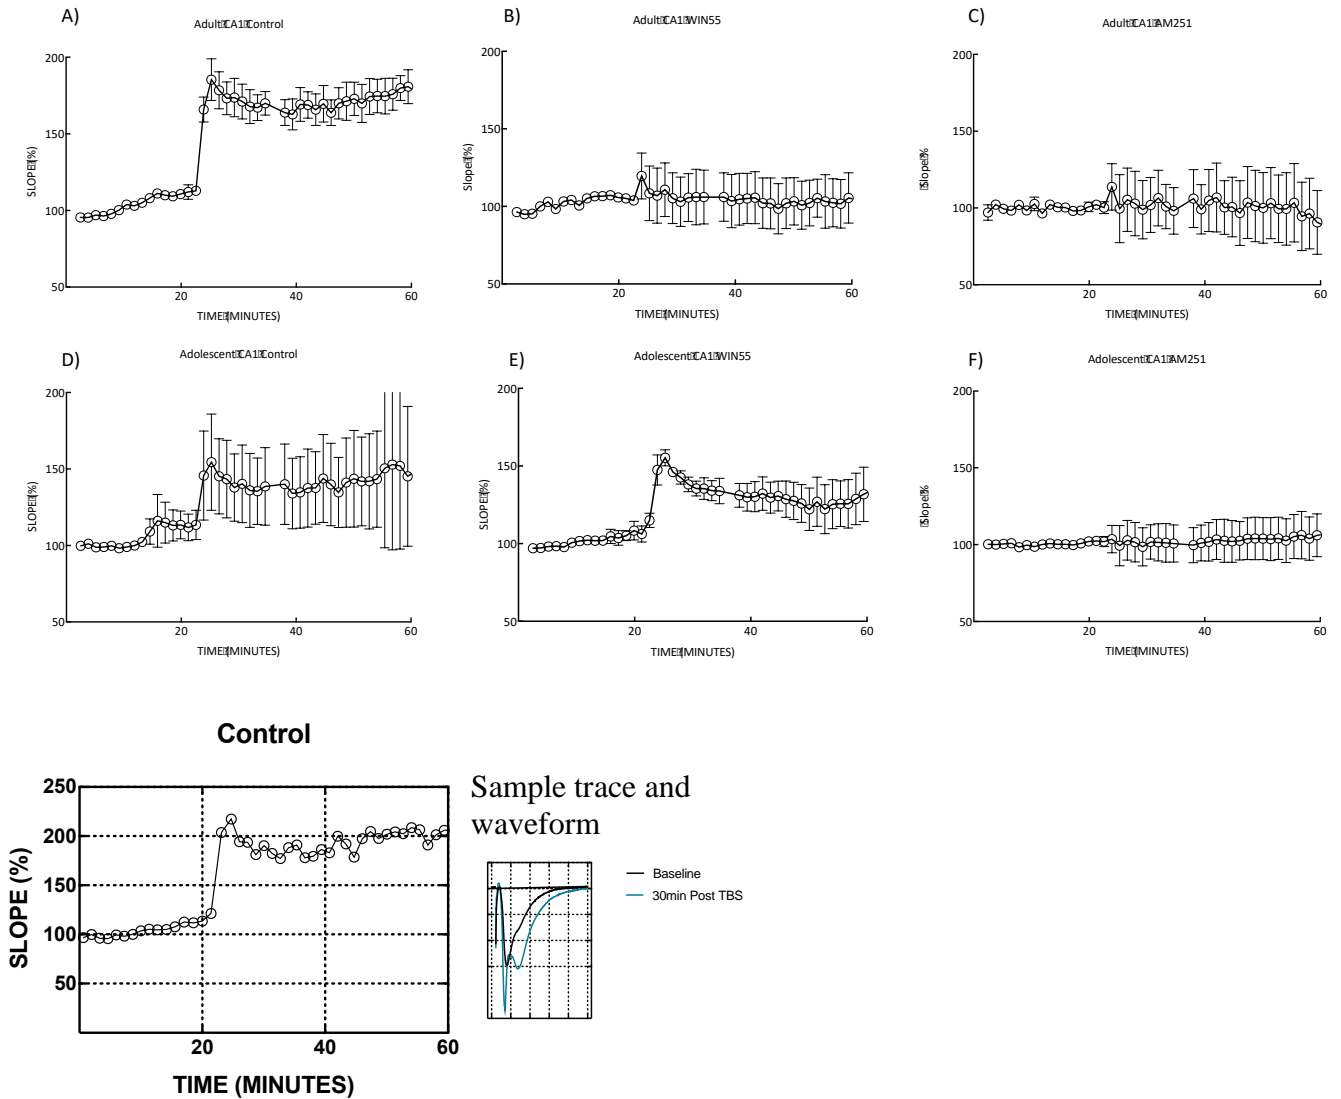 A)
Adult CA1 Control
SLOPE (%)
200
150
100
50
20
40
60
TIME (MINUTES)
B)
Adult CA1 WIN55
Slope (%)
200
150
100
50
20
40
60
TIME (MINUTES)
C)
Adult CA1 AM251
Slope %
200
150
100
50
20
40
60
TIME (MINUTES)
D)
Adolescent CA1 Control
SLOPE (%)
200
150
100
50
20
40
60
TIME (MINUTES)
E)
Adolescent CA1 WIN55
SLOPE (%)
200
150
100
50
20
40
60
TIME (MINUTES)
F)
Adolescent CA1 AM251
Slope %
200
150
100
50
20
40
60
TIME (MINUTES)
Control
SLOPE (%)
250
200
150
100
50
20
40
60
TIME (MINUTES)
Sample trace and
waveform
Baseline
30min Post TBS